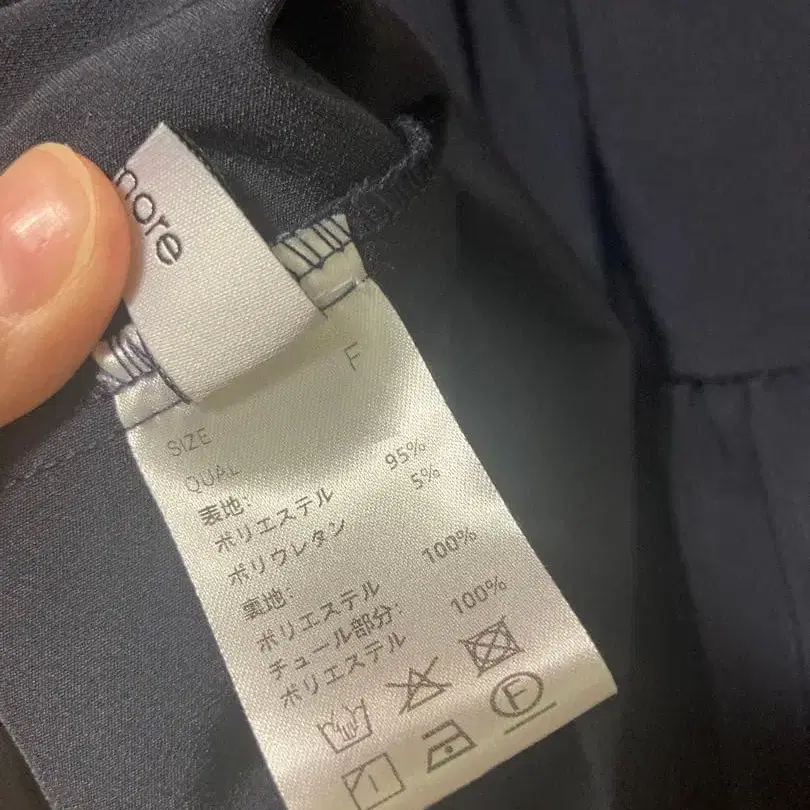 more
SIZE F
QUAL
表地:
ポリエステル 95%
ポリウレタン 5%
裏地:
ポリエステル 100%
チュール部分:
ポリエステル 100%
F